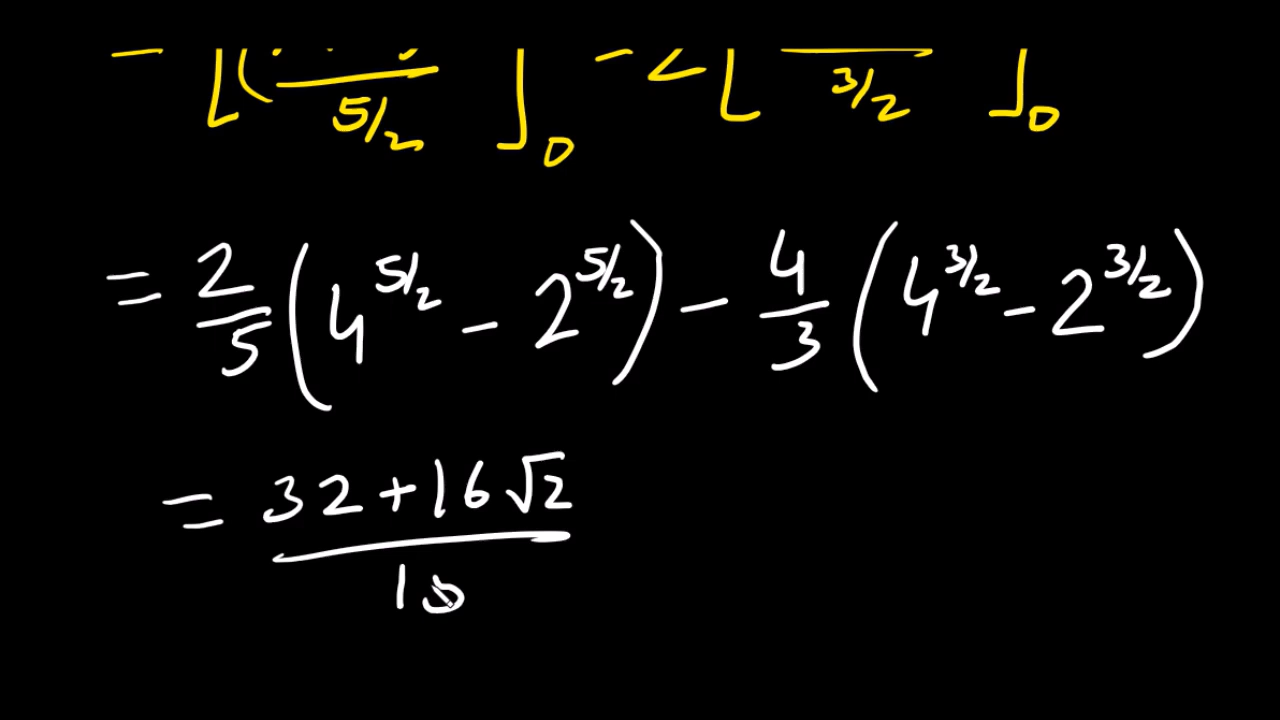 = [( 5/2 ]0 - 2[ 3/2 ]0
= 2/5 (4^5/2 - 2^5/2) - 4/3 (4^3/2 - 2^3/2)
= 32+16√2 / 15